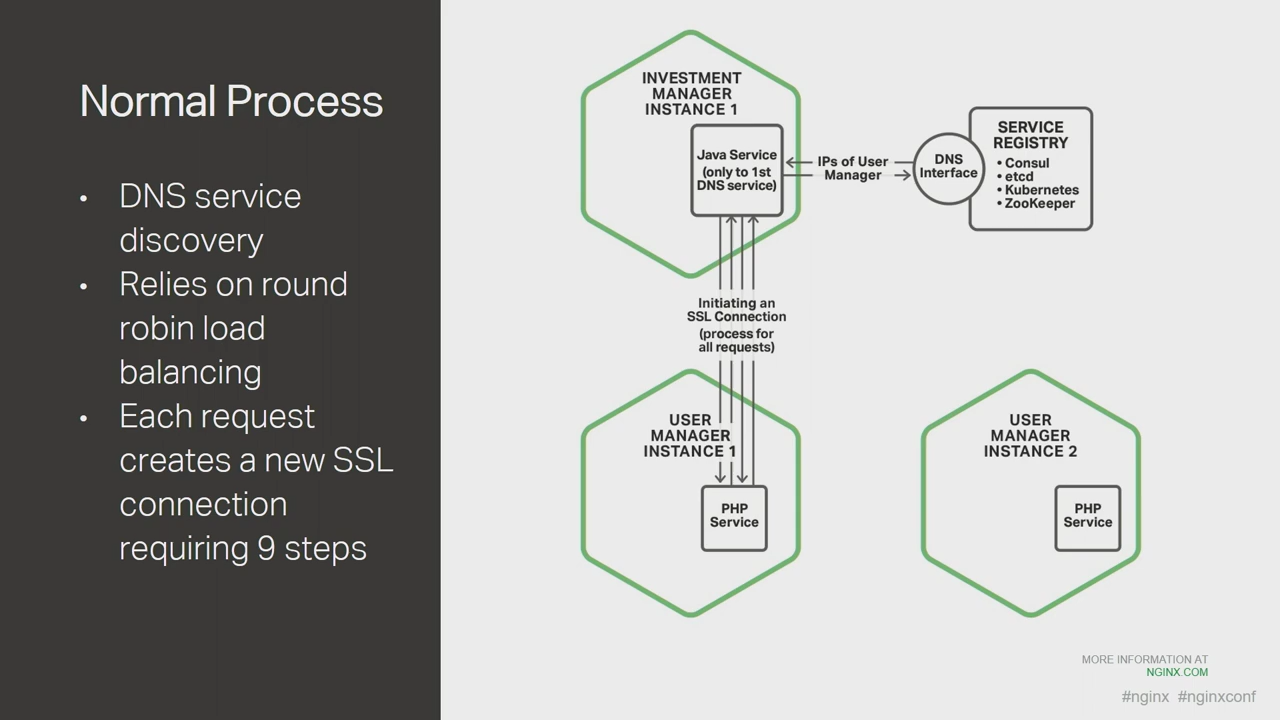 Normal Process
• DNS service
discovery
• Relies on round
robin load
balancing
• Each request
creates a new SSL
connection
requiring 9 steps
INVESTMENT
MANAGER
INSTANCE 1
Java Service
(only to 1st
DNS service)
IPs of User
Manager
DNS
Interface
SERVICE
REGISTRY
• Consul
• etcd
• Kubernetes
• ZooKeeper
Initiating an
SSL Connection
(process for
all requests)
USER
MANAGER
INSTANCE 1
PHP
Service
USER
MANAGER
INSTANCE 2
PHP
Service
MORE INFORMATION AT
NGINX.COM
#nginx #nginxconf